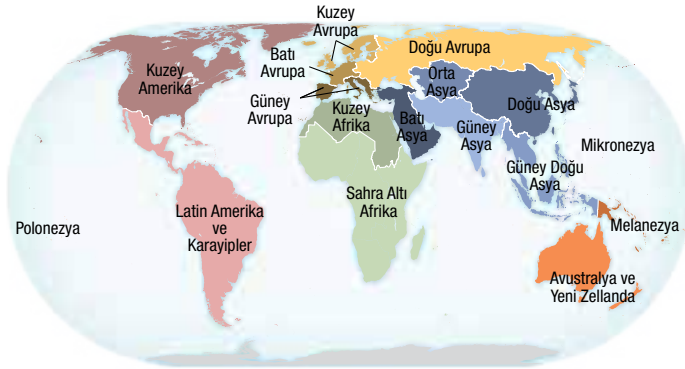 Kuzey
Avrupa
Batı
Avrupa
Doğu Avrupa
Kuzey
Amerika
Orta
Asya
Güney
Avrupa
Kuzey
Afrika
Batı
Asya
Güney
Asya
Doğu Asya
Mikronezya
Güney Doğu
Asya
Sahra Altı
Afrika
Latin Amerika
ve
Karayipler
Polonezya
Melanezya
Avustralya ve
Yeni Zellanda